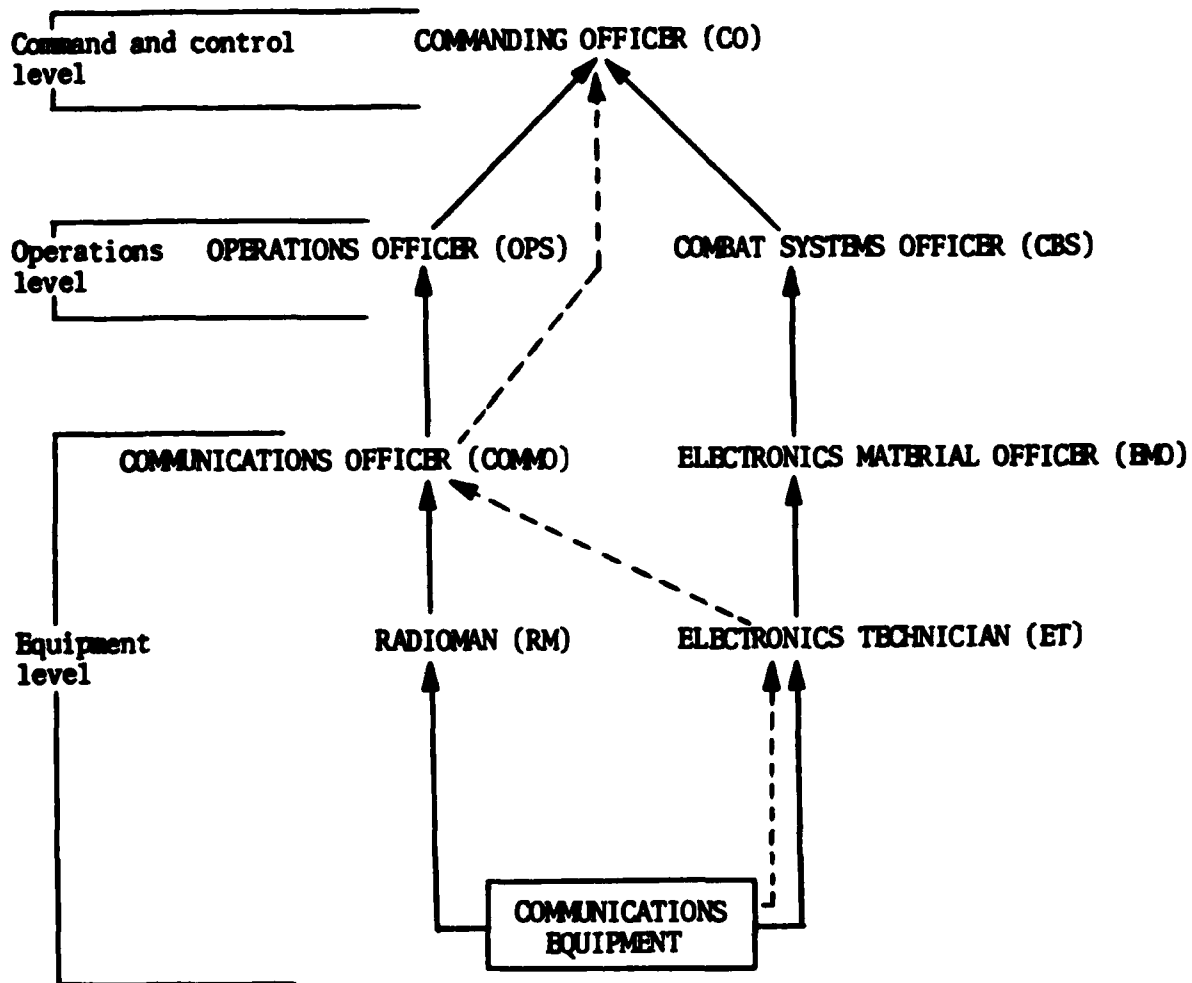 Command and control
level
COMMANDING OFFICER (CO)
Operations
level
OPERATIONS OFFICER (OPS)
COMBAT SYSTEMS OFFICER (CBS)
COMMUNICATIONS OFFICER (COMMO)
ELECTRONICS MATERIAL OFFICER (EMO)
Equipment
level
RADIOMAN (RM)
ELECTRONICS TECHNICIAN (ET)
COMMUNICATIONS
EQUIPMENT